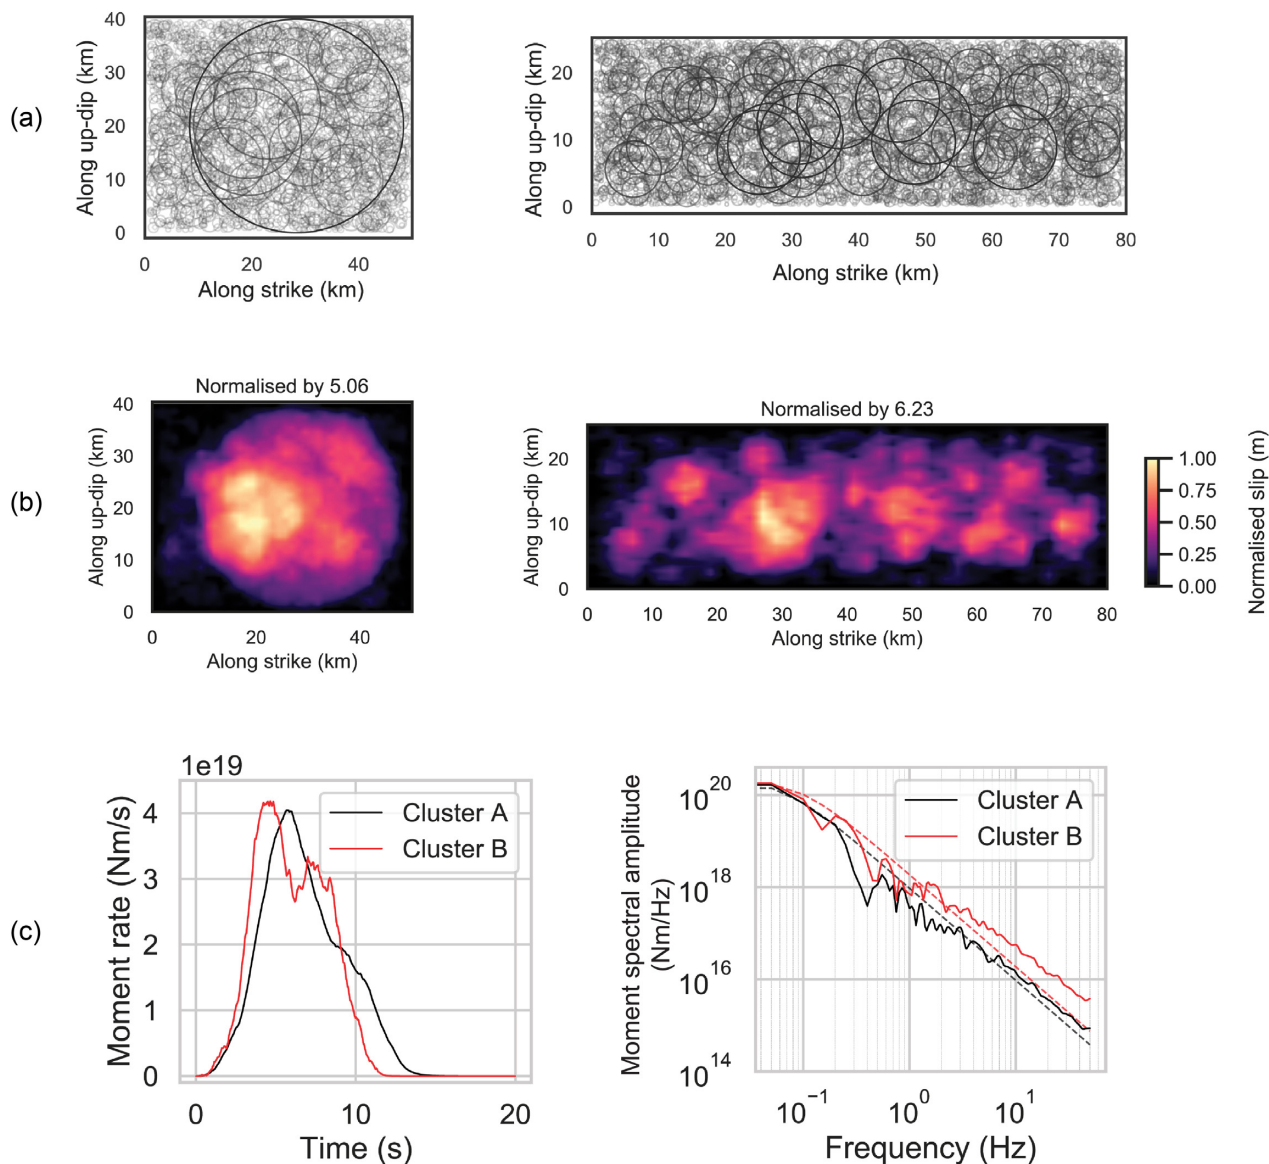 (a)
Along up-dip (km)
40
30
20
10
0
0
20
40
Along strike (km)
Along up-dip (km)
20
10
0
0
10
20
30
40
50
60
70
80
Along strike (km)
(b)
Normalised by 5.06
Along up-dip (km)
40
30
20
10
0
0
20
40
Along strike (km)
Normalised by 6.23
Along up-dip (km)
20
10
0
0
10
20
30
40
50
60
70
80
Along strike (km)
1.00
0.75
0.50
0.25
0.00
Normalised slip (m)
(c)
1e19
Moment rate (Nm/s)
4
3
2
1
0
0
10
20
Time (s)
Cluster A
Cluster B
Moment spectral amplitude
(Nm/Hz)
10^20
10^18
10^16
10^14
10^−1
10^0
10^1
Frequency (Hz)
Cluster A
Cluster B